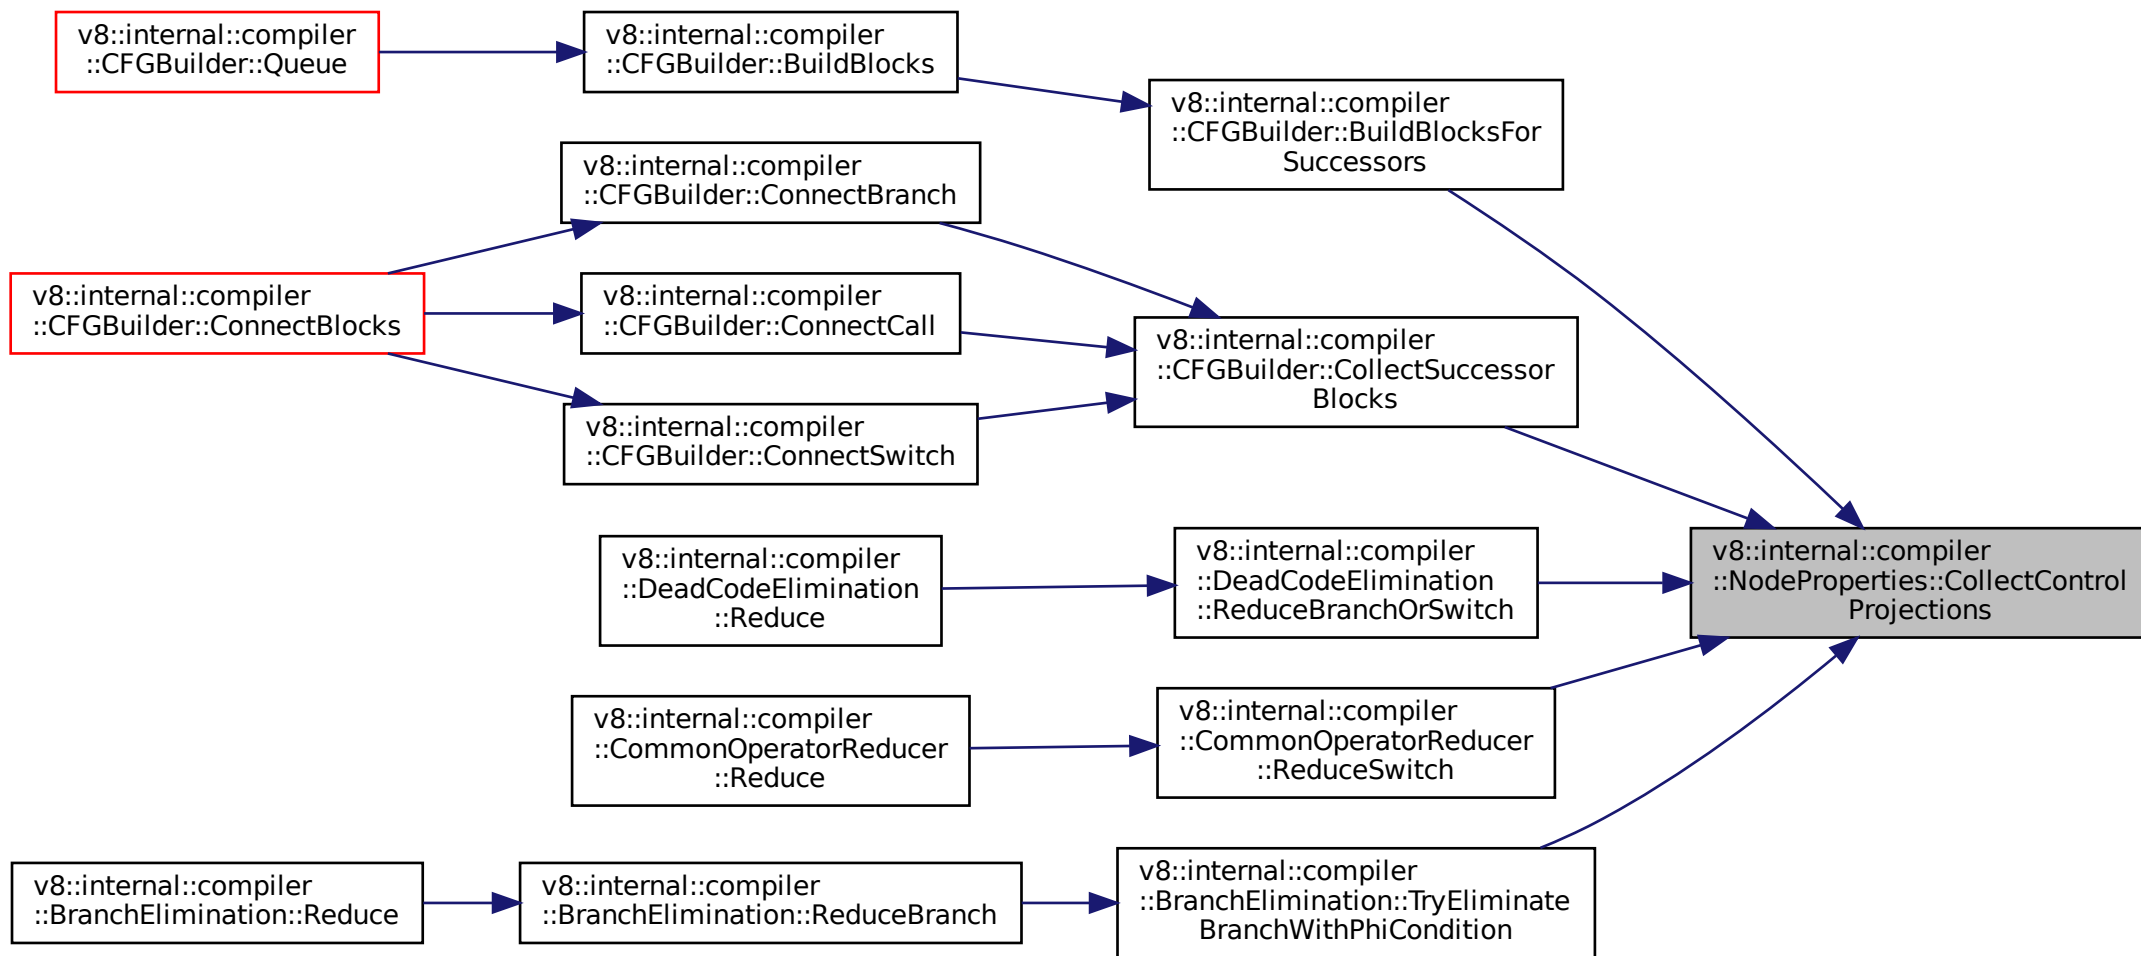 v8::internal::compiler
::CFGBuilder::Queue
v8::internal::compiler
::CFGBuilder::BuildBlocks
v8::internal::compiler
::CFGBuilder::BuildBlocksFor
Successors
v8::internal::compiler
::CFGBuilder::ConnectBranch
v8::internal::compiler
::CFGBuilder::ConnectBlocks
v8::internal::compiler
::CFGBuilder::ConnectCall
v8::internal::compiler
::CFGBuilder::CollectSuccessor
Blocks
v8::internal::compiler
::CFGBuilder::ConnectSwitch
v8::internal::compiler
::DeadCodeElimination
::Reduce
v8::internal::compiler
::DeadCodeElimination
::ReduceBranchOrSwitch
v8::internal::compiler
::NodeProperties::CollectControl
Projections
v8::internal::compiler
::CommonOperatorReducer
::Reduce
v8::internal::compiler
::CommonOperatorReducer
::ReduceSwitch
v8::internal::compiler
::BranchElimination::Reduce
v8::internal::compiler
::BranchElimination::ReduceBranch
v8::internal::compiler
::BranchElimination::TryEliminate
BranchWithPhiCondition